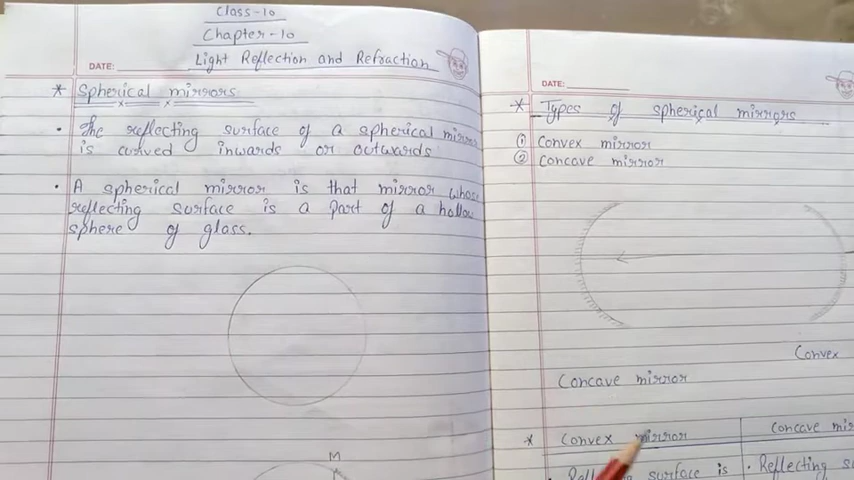 Class-10
Chapter-10
Light Reflection and Refraction
DATE:
* Spherical mirrors
• The reflecting surface of a spherical mirror
is curved inwards or outwards
• A spherical mirror is that mirror whose
reflecting surface is a part of a hollow
sphere of glass.
M
DATE:
* Types of spherical mirrors
① Convex mirror
② Concave mirror
Convex
Concave mirror
* Convex mirror
Concave
surface is
• Reflecting